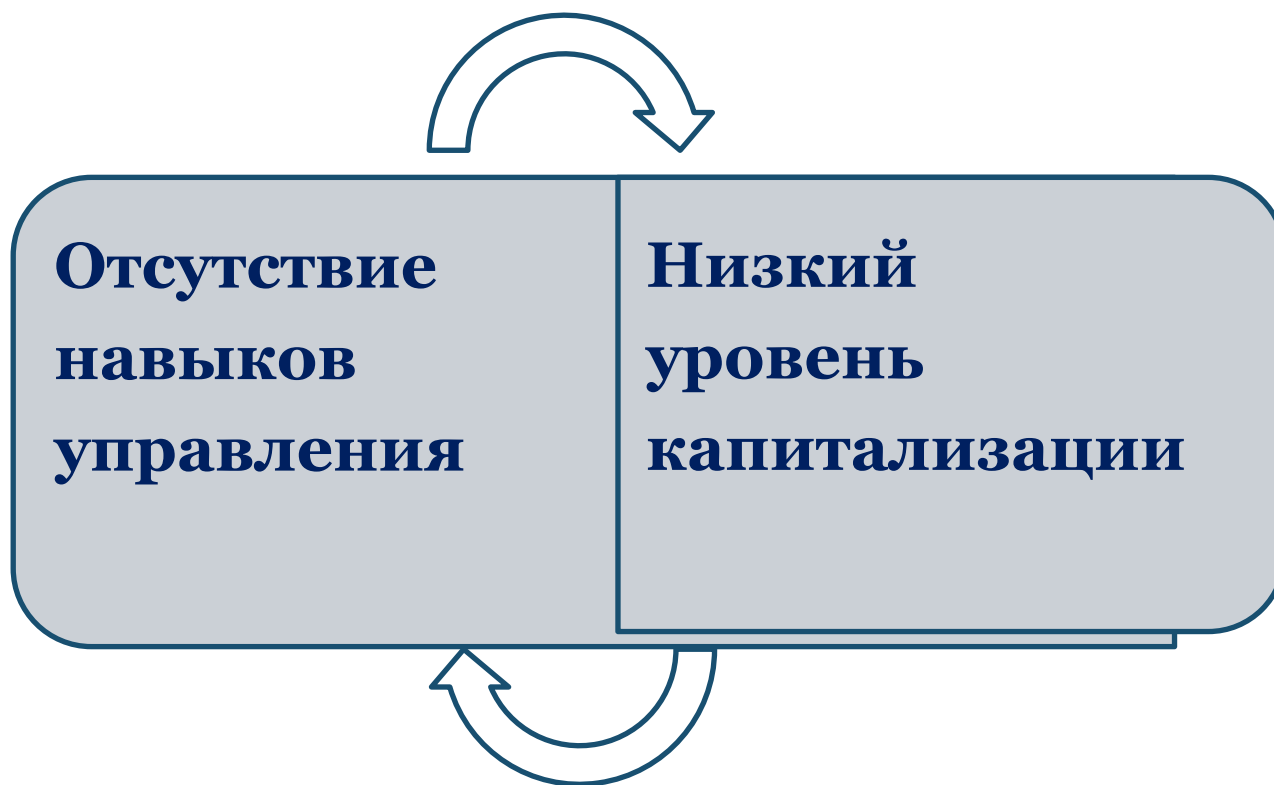 Отсутствие
навыков
управления
Низкий
уровень
капитализации